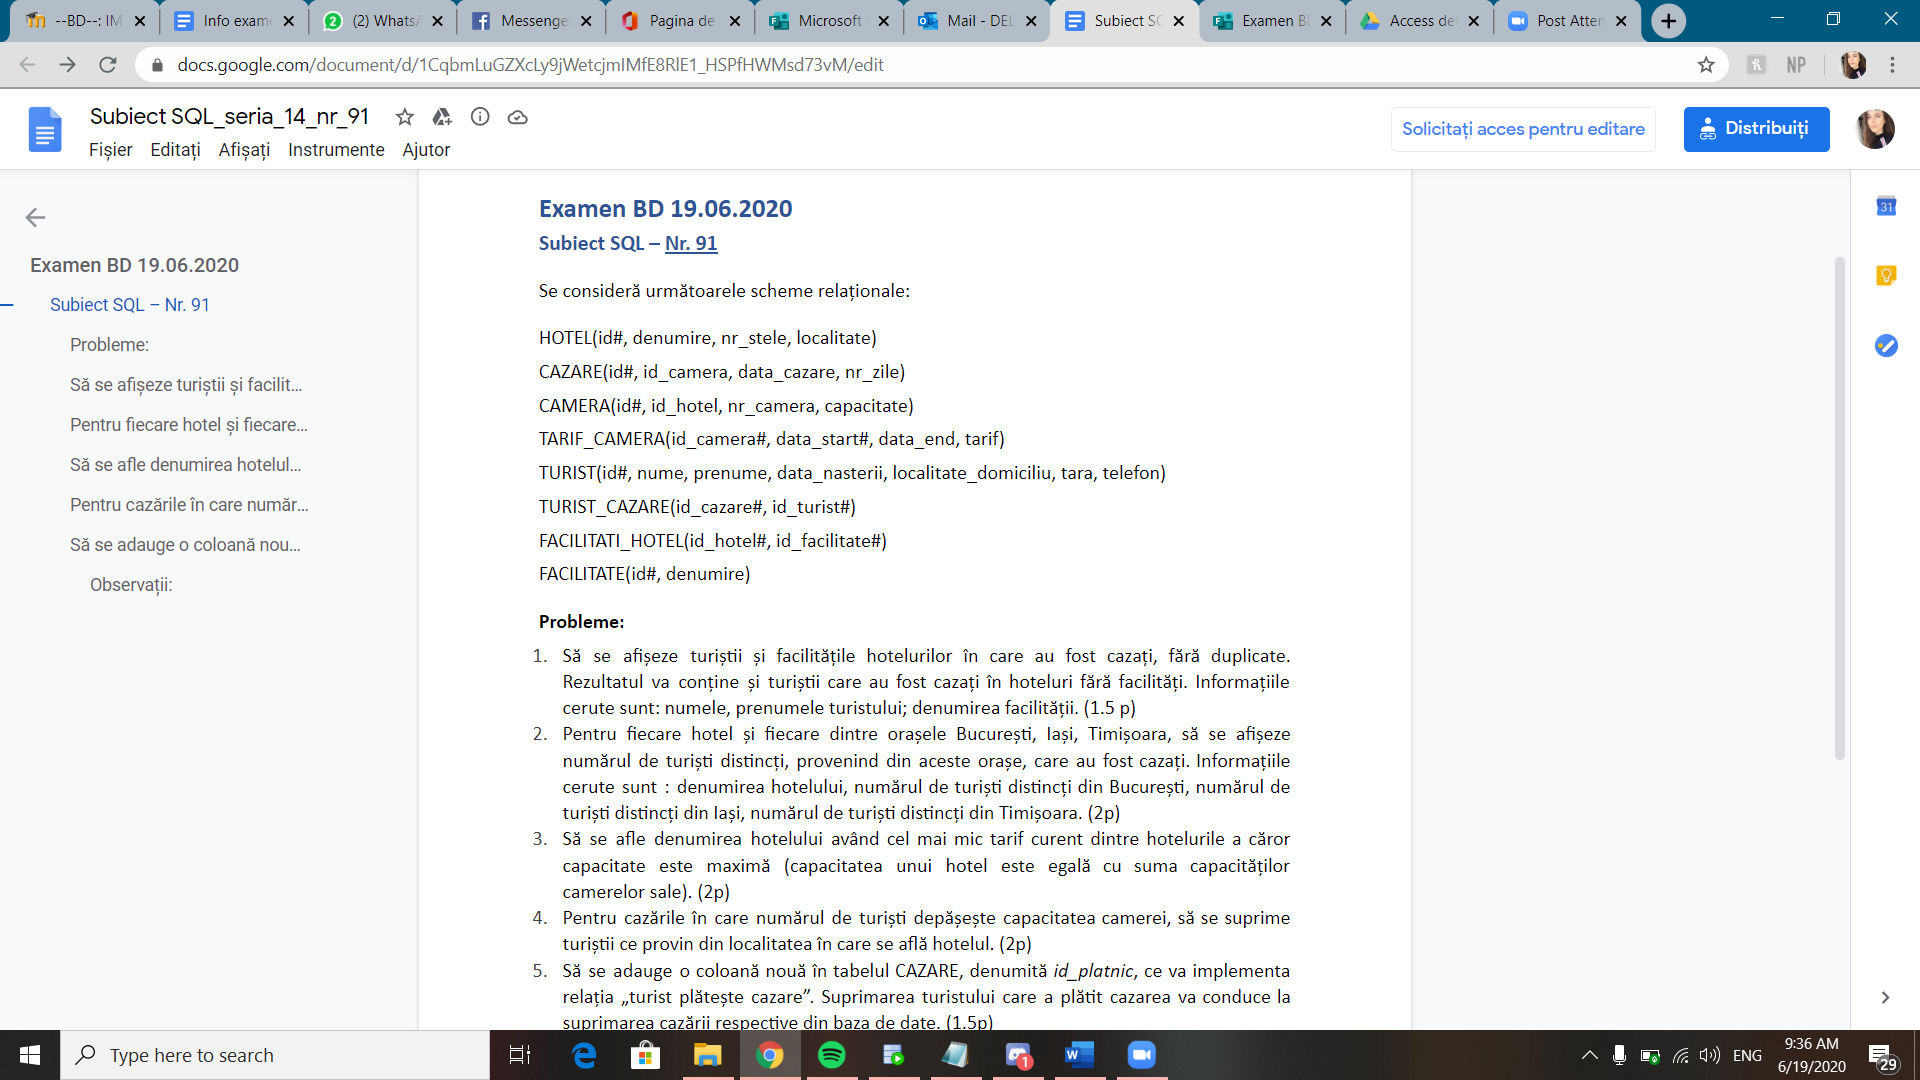 --BD--: IM
Info exam
(2) WhatsA
Messenge
Pagina de
Microsoft
Mail - DEL
Subiect SQ
Examen B
Access de
Post Atten
docs.google.com/document/d/1CqbmLuGZXcLy9jWetcjmIMfE8RlE1_HSPfHWMsd73vM/edit
NP
Subiect SQL_seria_14_nr_91
Fișier Editați Afișați Instrumente Ajutor
Solicitați acces pentru editare
Distribuiți
Examen BD 19.06.2020
Subiect SQL – Nr. 91
Probleme:
Să se afișeze turiștii și facilit...
Pentru fiecare hotel și fiecare...
Să se afle denumirea hotelul...
Pentru cazările în care număr...
Să se adauge o coloană nou...
Observații:
Examen BD 19.06.2020
Subiect SQL – Nr. 91
Se consideră următoarele scheme relaționale:
HOTEL(id#, denumire, nr_stele, localitate)
CAZARE(id#, id_camera, data_cazare, nr_zile)
CAMERA(id#, id_hotel, nr_camera, capacitate)
TARIF_CAMERA(id_camera#, data_start#, data_end, tarif)
TURIST(id#, nume, prenume, data_nasterii, localitate_domiciliu, tara, telefon)
TURIST_CAZARE(id_cazare#, id_turist#)
FACILITATI_HOTEL(id_hotel#, id_facilitate#)
FACILITATE(id#, denumire)
Probleme:
1. Să se afișeze turiștii și facilitățile hotelurilor în care au fost cazați, fără duplicate.
Rezultatul va conține și turiștii care au fost cazați în hoteluri fără facilități. Informațiile
cerute sunt: numele, prenumele turistului; denumirea facilității. (1.5 p)
2. Pentru fiecare hotel și fiecare dintre orașele București, Iași, Timișoara, să se afișeze
numărul de turiști distincți, provenind din aceste orașe, care au fost cazați. Informațiile
cerute sunt : denumirea hotelului, numărul de turiști distincți din București, numărul de
turiști distincți din Iași, numărul de turiști distincți din Timișoara. (2p)
3. Să se afle denumirea hotelului având cel mai mic tarif curent dintre hotelurile a căror
capacitate este maximă (capacitatea unui hotel este egală cu suma capacităților
camerelor sale). (2p)
4. Pentru cazările în care numărul de turiști depășește capacitatea camerei, să se suprime
turiștii ce provin din localitatea în care se află hotelul. (2p)
5. Să se adauge o coloană nouă în tabelul CAZARE, denumită id_platnic, ce va implementa
relația „turist plătește cazare”. Suprimarea turistului care a plătit cazarea va conduce la
suprimarea cazării respective din baza de date. (1.5p)
31
Type here to search
1
ENG
9:36 AM
6/19/2020
29